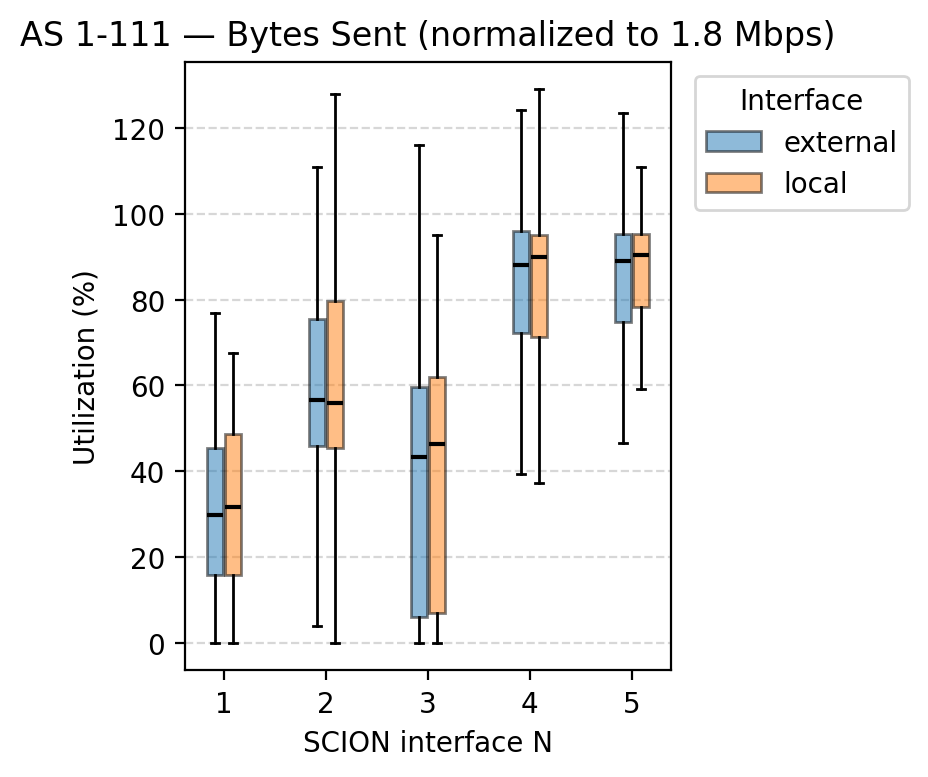 AS 1-111 — Bytes Sent (normalized to 1.8 Mbps)
Interface
external
local
Utilization (%)
120
100
80
60
40
20
0
1 2 3 4 5
SCION interface N